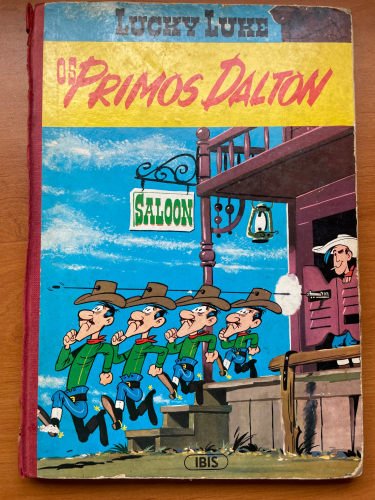 LUCKY LUKE
OS PRIMOS DALTON
SALOON
IBIS